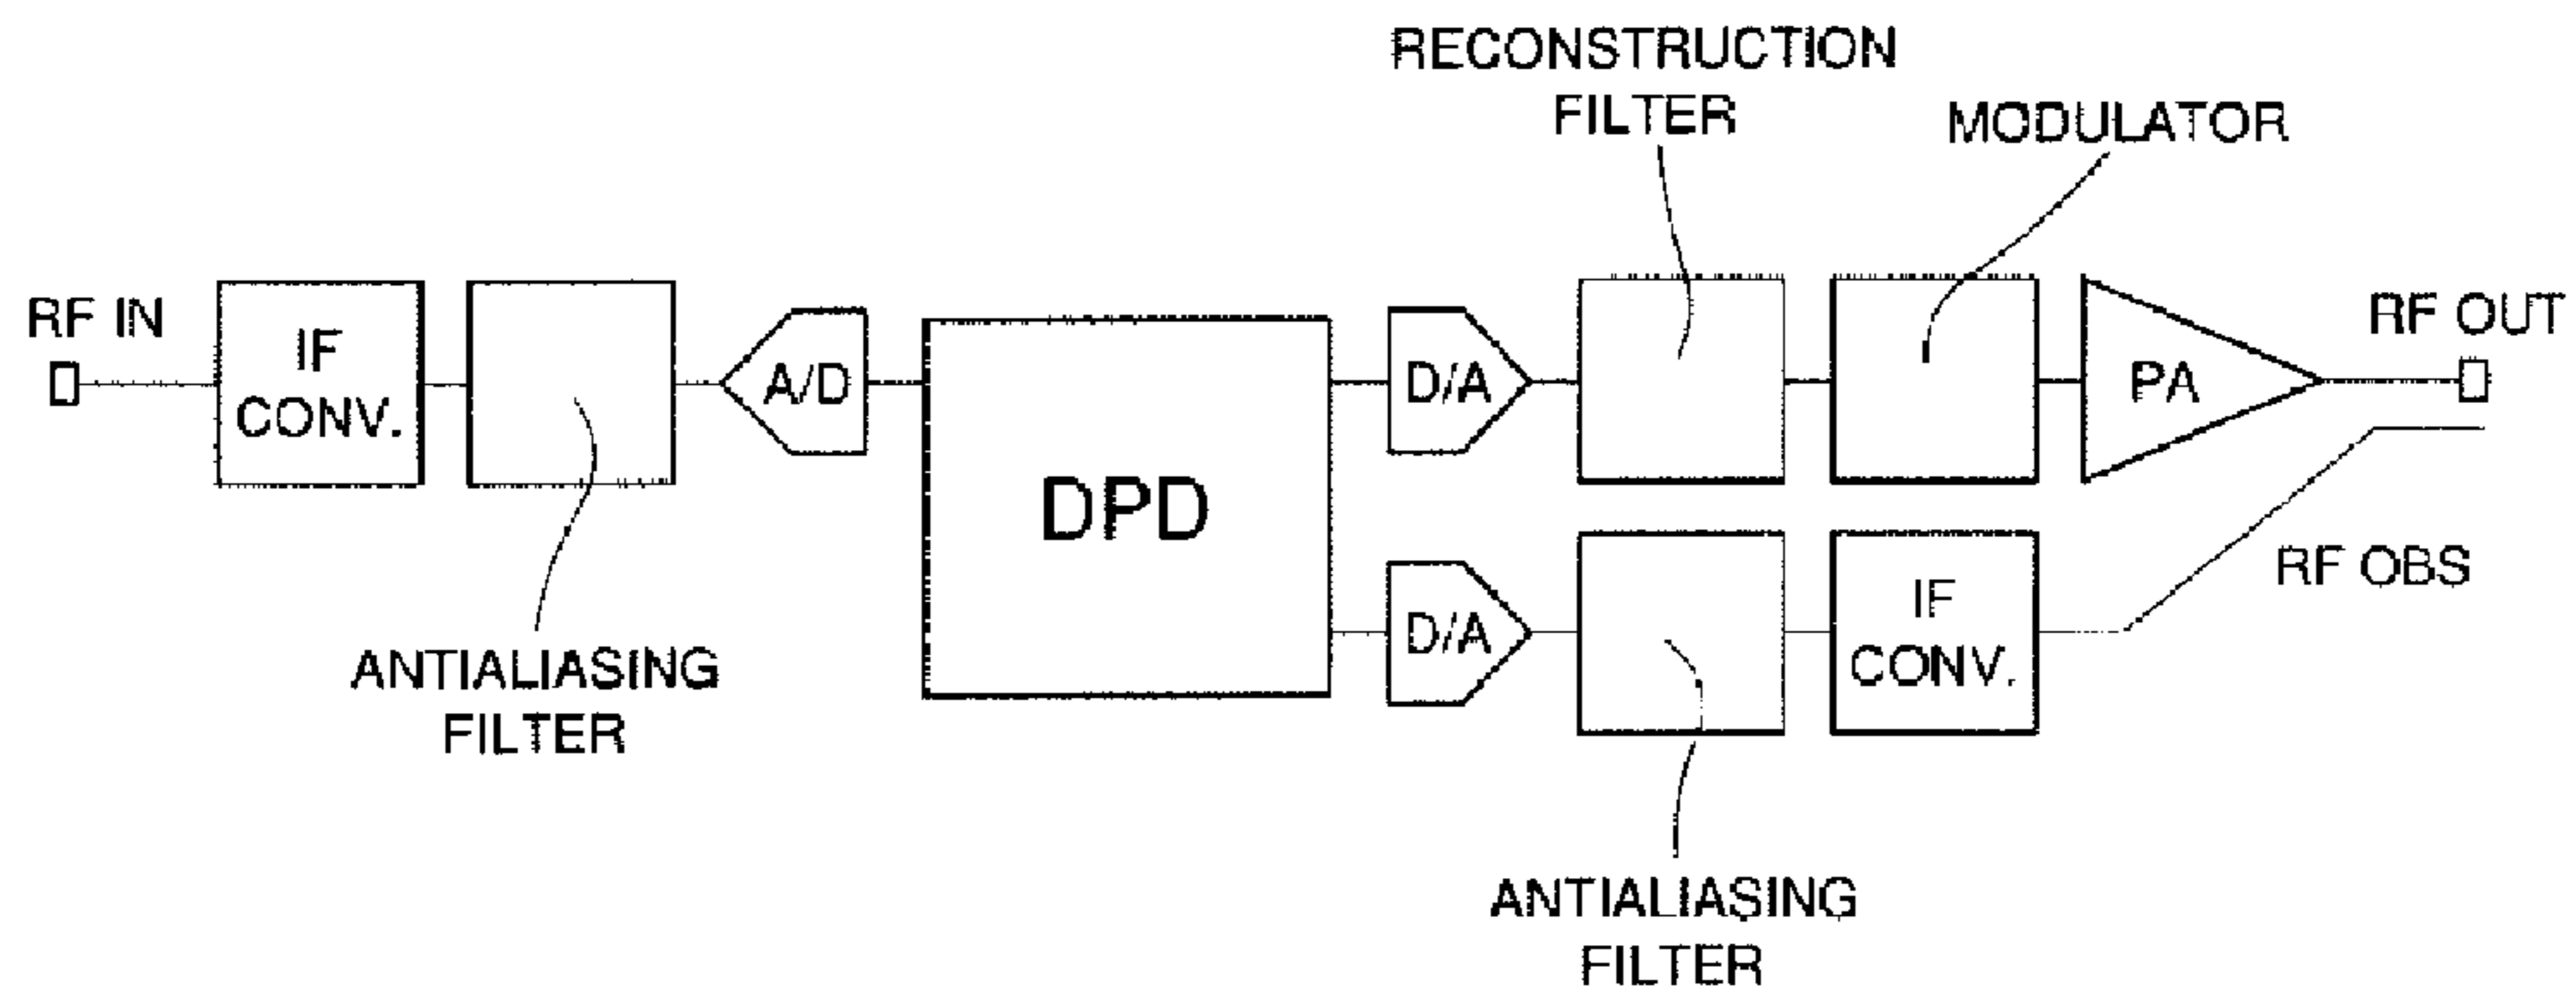 RECONSTRUCTION
FILTER
MODULATOR
RF IN
IF
CONV.
A/D
DPD
D/A
PA
RF OUT
D/A
IF
CONV.
RF OBS
ANTIALIASING
FILTER
ANTIALIASING
FILTER